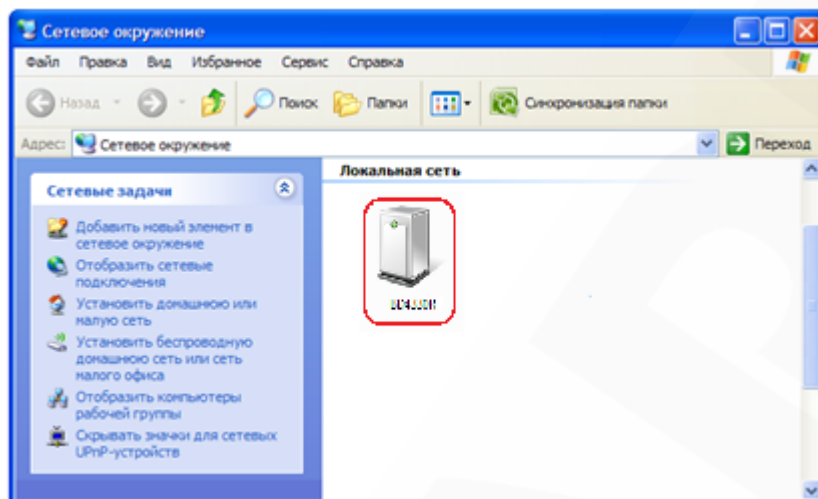 Сетевое окружение
Файл Правка Вид Избранное Сервис Справка
Назад Поиск Папки Синхронизация папки
Адрес: Сетевое окружение Переход
Локальная сеть
Сетевые задачи
Добавить новый элемент в
сетевое окружение
Отобразить сетевые
подключения
Установить домашнюю или
малую сеть
Установить беспроводную
домашнюю сеть или сеть
малого офиса
Отобразить компьютеры
рабочей группы
Скрывать значки для сетевых
UPnP-устройств